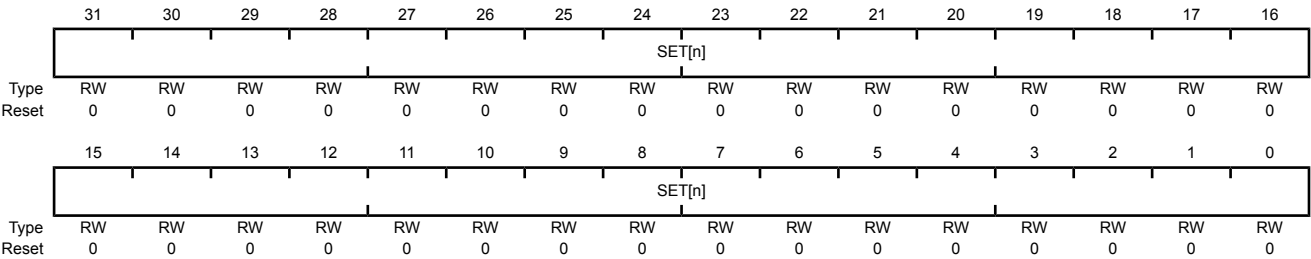 31 30 29 28 27 26 25 24 23 22 21 20 19 18 17 16
SET[n]
Type RW RW RW RW RW RW RW RW RW RW RW RW RW RW RW RW
Reset 0 0 0 0 0 0 0 0 0 0 0 0 0 0 0 0
15 14 13 12 11 10 9 8 7 6 5 4 3 2 1 0
SET[n]
Type RW RW RW RW RW RW RW RW RW RW RW RW RW RW RW RW
Reset 0 0 0 0 0 0 0 0 0 0 0 0 0 0 0 0